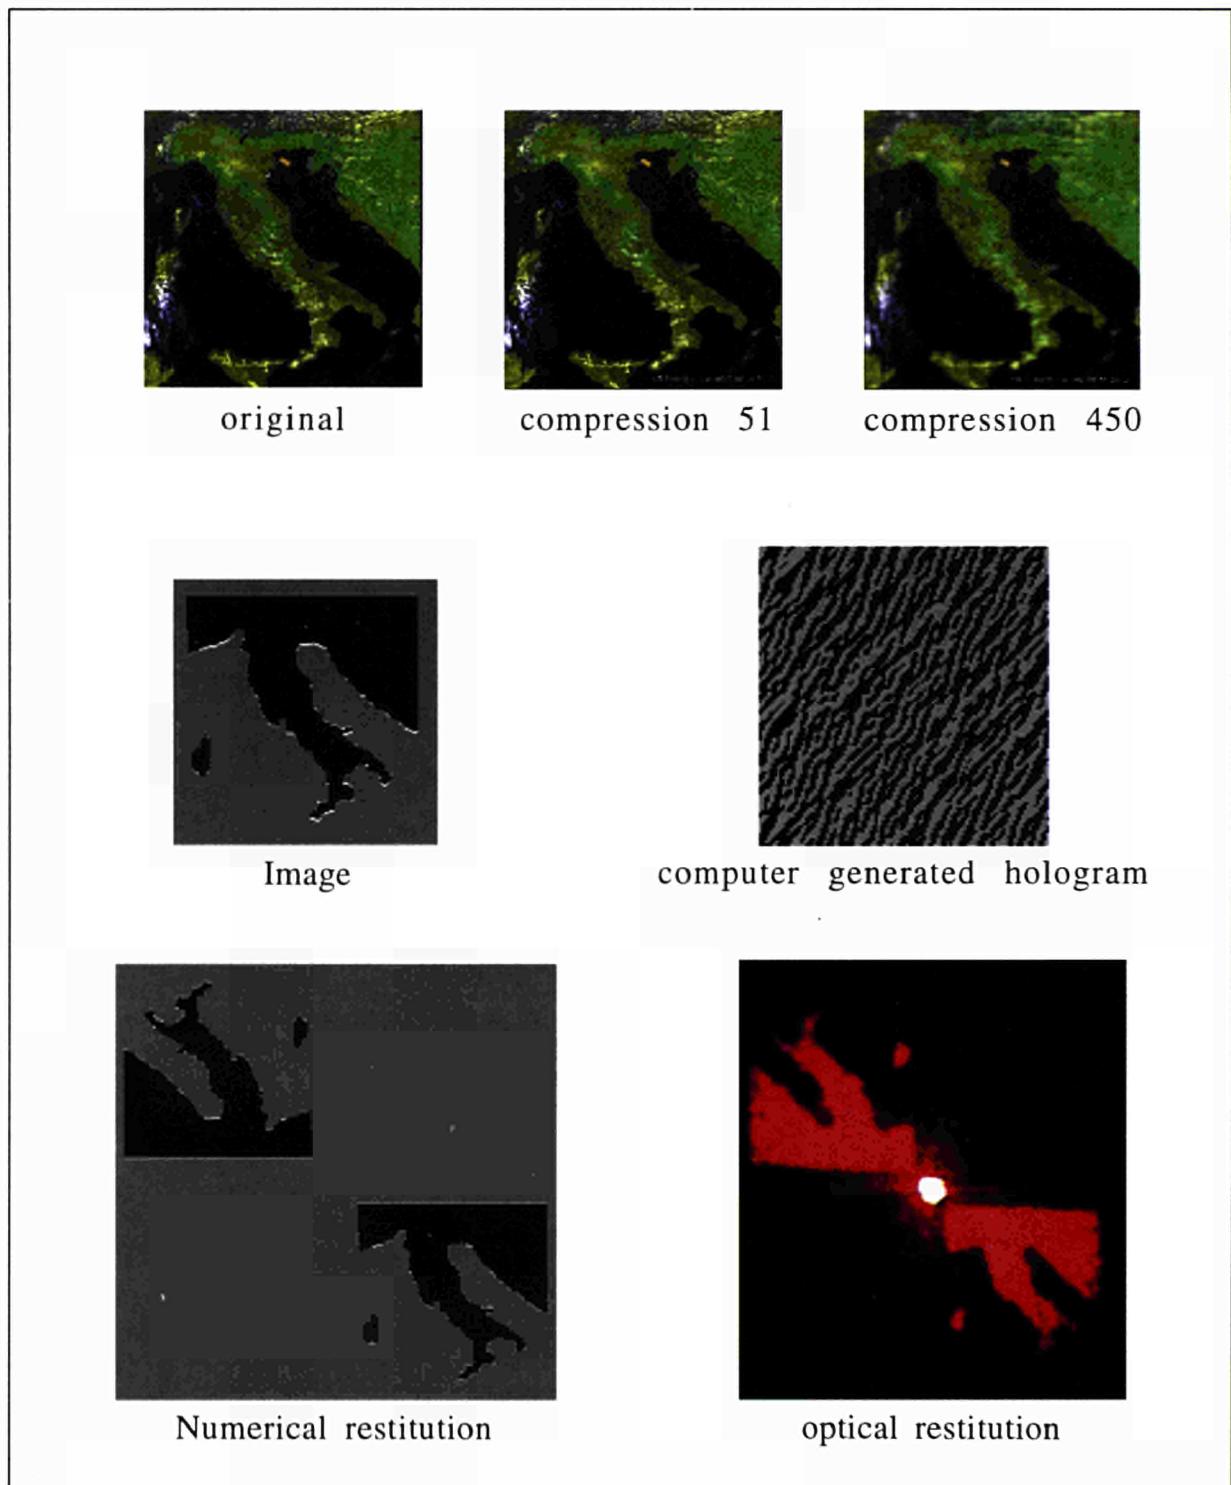 original
compression 51
compression 450
Image
computer generated hologram
Numerical restitution
optical restitution